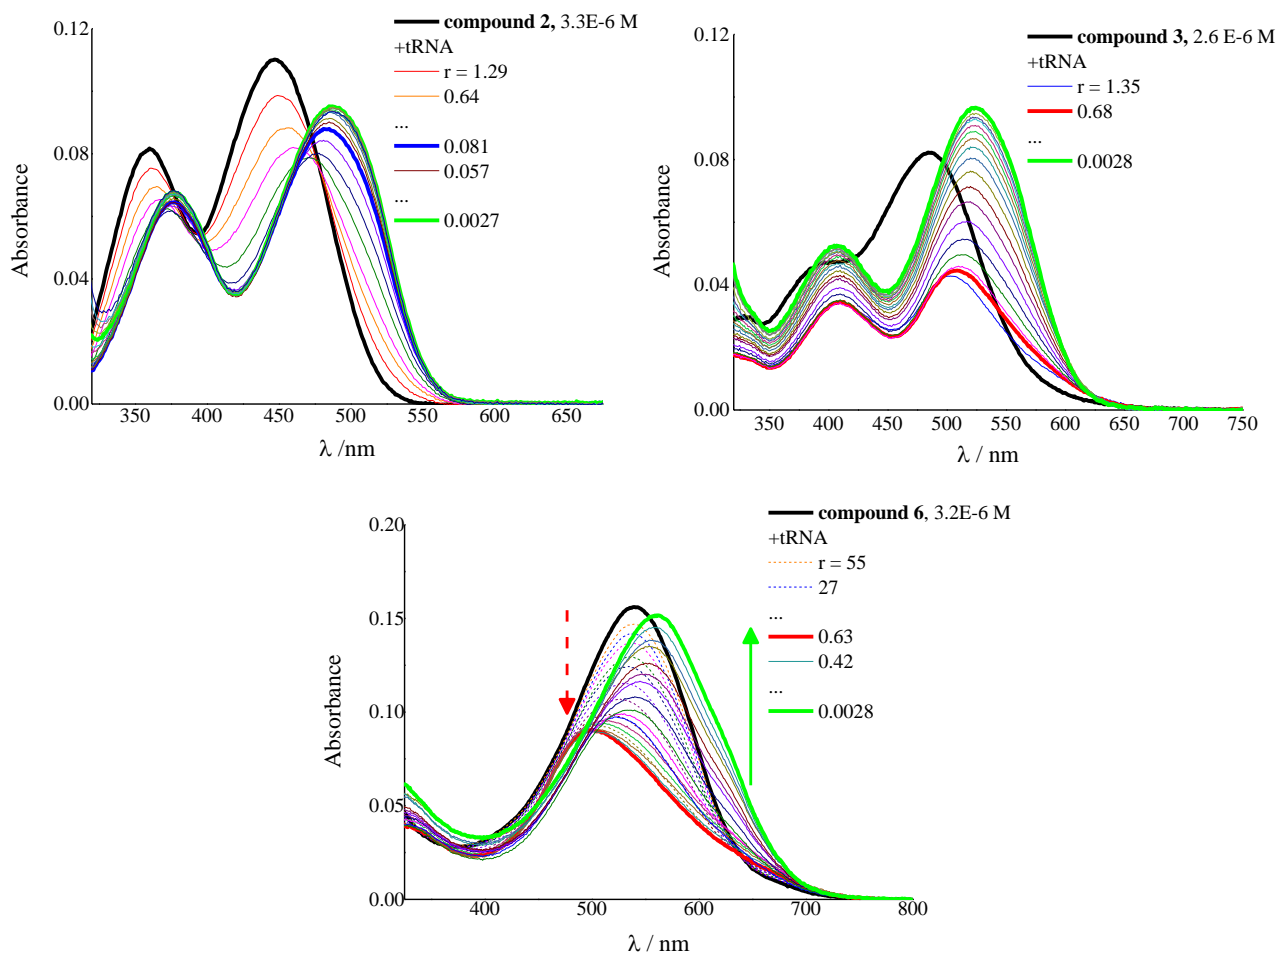 compound 2, 3.3E-6 M
+tRNA
r = 1.29
0.64
...
0.081
0.057
...
0.0027
0.12
0.08
0.04
0.00
Absorbance
350 400 450 500 550 600 650
λ /nm
compound 3, 2.6 E-6 M
+tRNA
r = 1.35
0.68
...
0.0028
0.12
0.08
0.04
0.00
Absorbance
350 400 450 500 550 600 650 700 750
λ / nm
compound 6, 3.2E-6 M
+tRNA
r = 55
27
...
0.63
0.42
...
0.0028
0.20
0.15
0.10
0.05
0.00
Absorbance
400 500 600 700 800
λ / nm